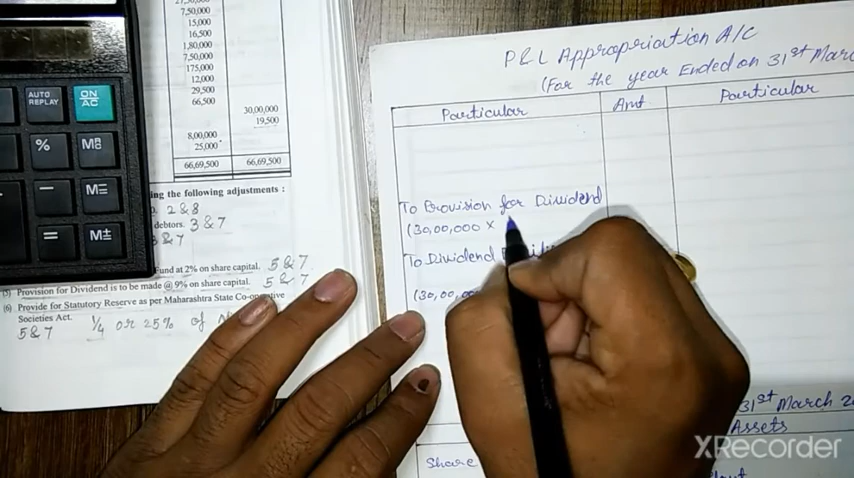 7,50,000
15,000
16,500
1,80,000
7,50,000
175,000
12,000
29,500
66,500
30,00,000
19,500
8,00,000
25,000
66,69,500 66,69,500
ing the following adjustments :
2 & 8
debtors. 3 & 7
& 7
Fund at 2% on share capital. 5 & 7
Provision for Dividend is to be made @ 9% on share capital. 5 & 7
(6) Provide for Statutory Reserve as per Maharashtra State Co-operative
Societies Act.
5 & 7 1/4 or 25% of
AUTO REPLAY
ON
AC
%
M
−
M=
+
M±
P&L Appropriation A/C
(For the year Ended on 31st Marc
Particular Amt Particular
To Provision for Dividend
(30,00,000 ×
To Dividend
(30,00,00
31st March 2
Assets
Share
XRecorder